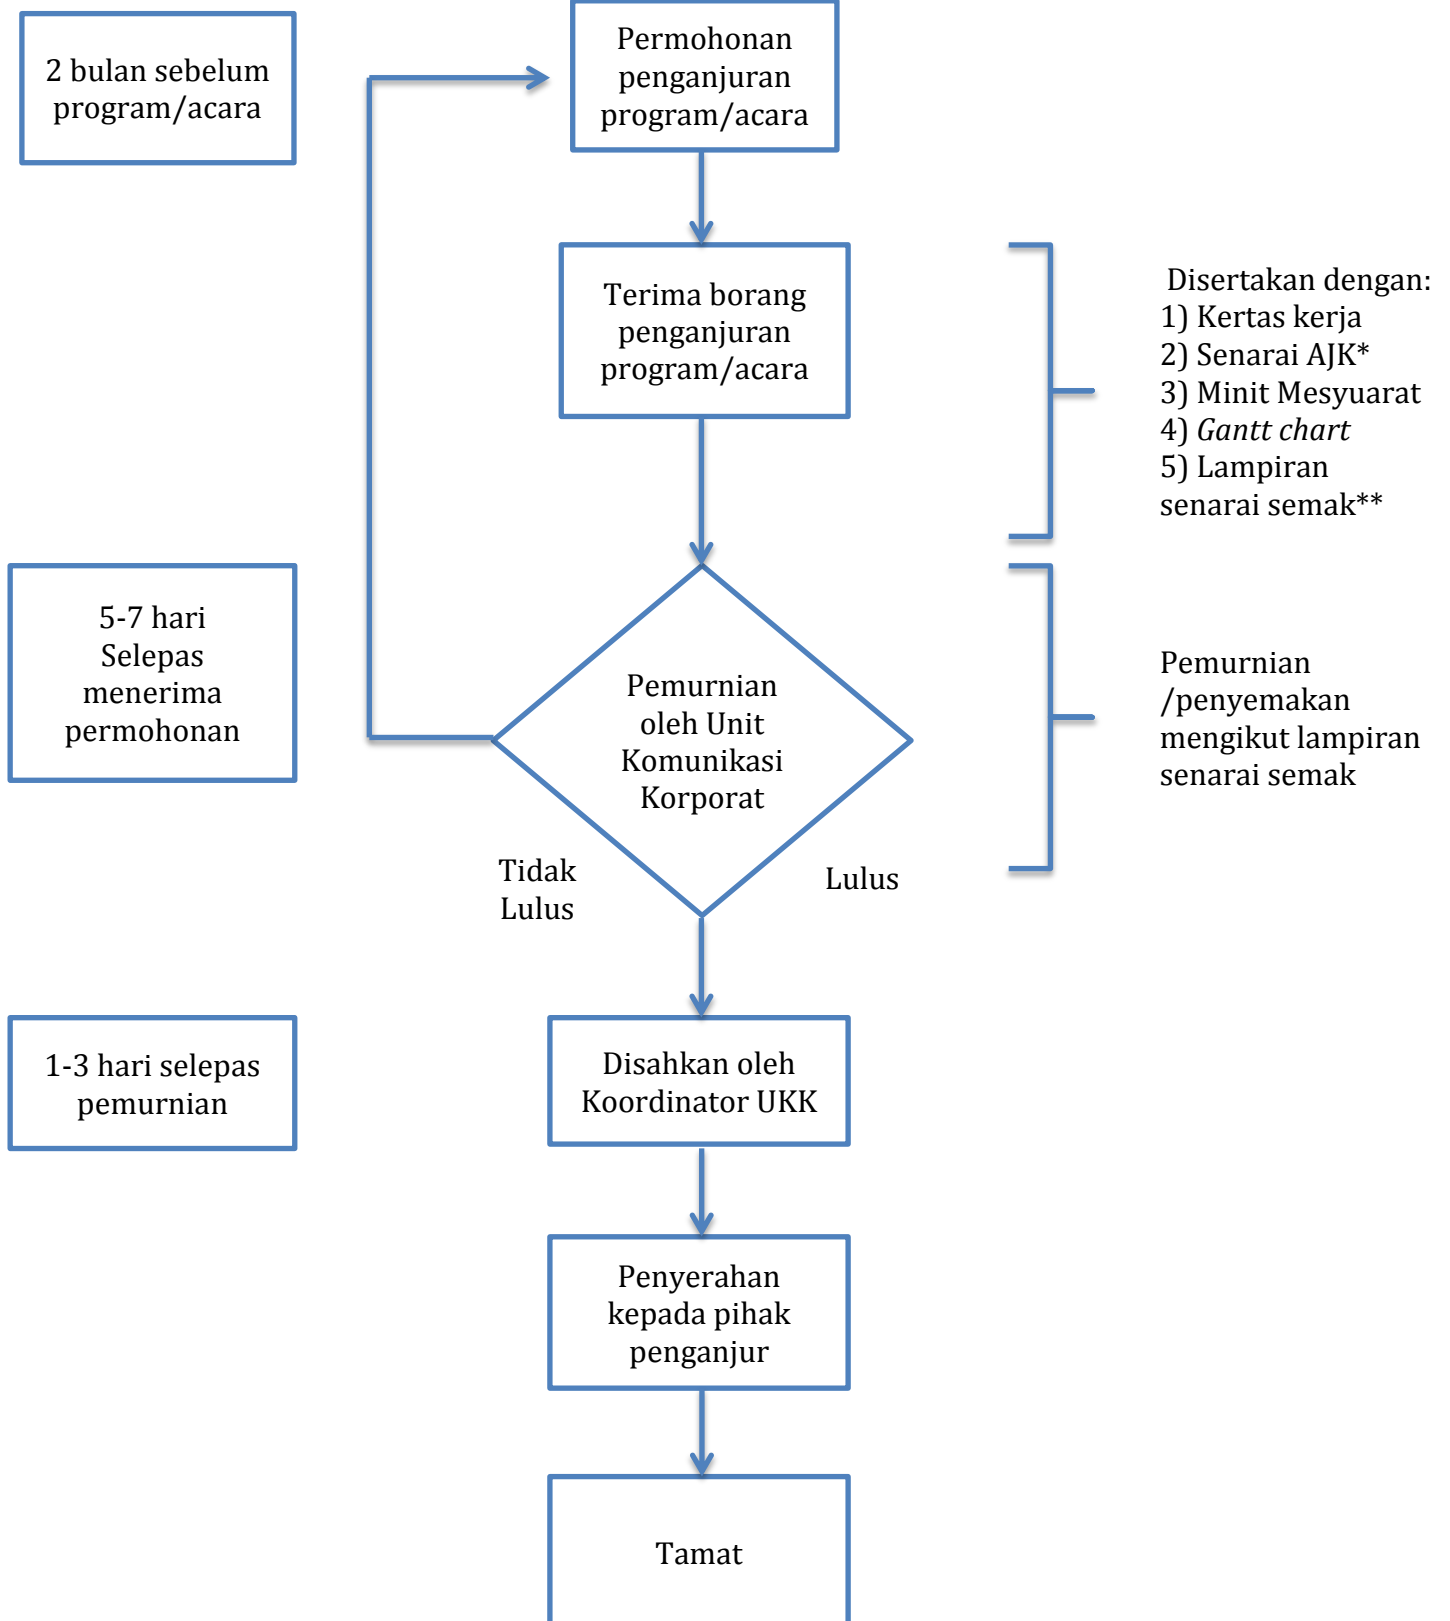 2 bulan sebelum
program/acara
Permohonan
penganjuran
program/acara
Terima borang
penganjuran
program/acara
Disertakan dengan:
1) Kertas kerja
2) Senarai AJK*
3) Minit Mesyuarat
4) Gantt chart
5) Lampiran
senarai semak**
5-7 hari
Selepas
menerima
permohonan
Pemurnian
oleh Unit
Komunikasi
Korporat
Pemurnian
/penyemakan
mengikut lampiran
senarai semak
Tidak
Lulus
Lulus
1-3 hari selepas
pemurnian
Disahkan oleh
Koordinator UKK
Penyerahan
kepada pihak
penganjur
Tamat